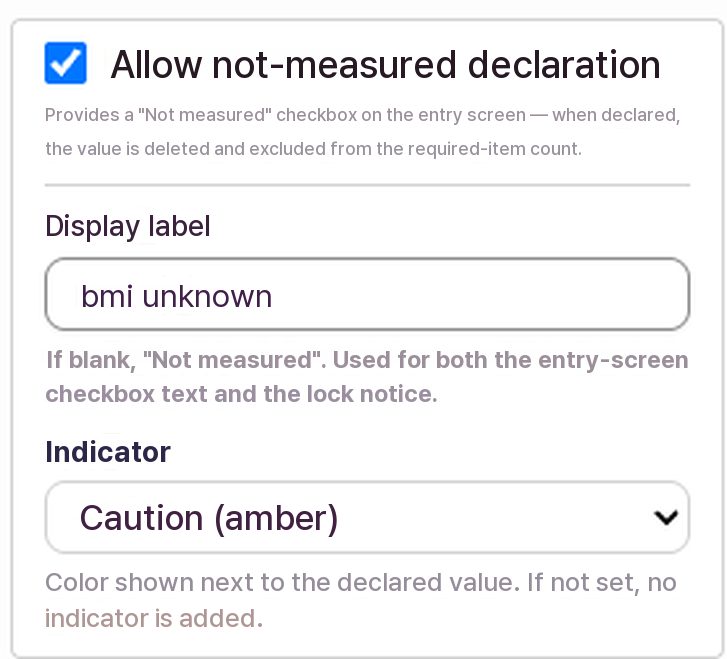 Allow not-measured declaration
Provides a "Not measured" checkbox on the entry screen — when declared,
the value is deleted and excluded from the required-item count.
Display label
bmi unknown
If blank, "Not measured". Used for both the entry-screen
checkbox text and the lock notice.
Indicator
Caution (amber)
Color shown next to the declared value. If not set, no
indicator is added.